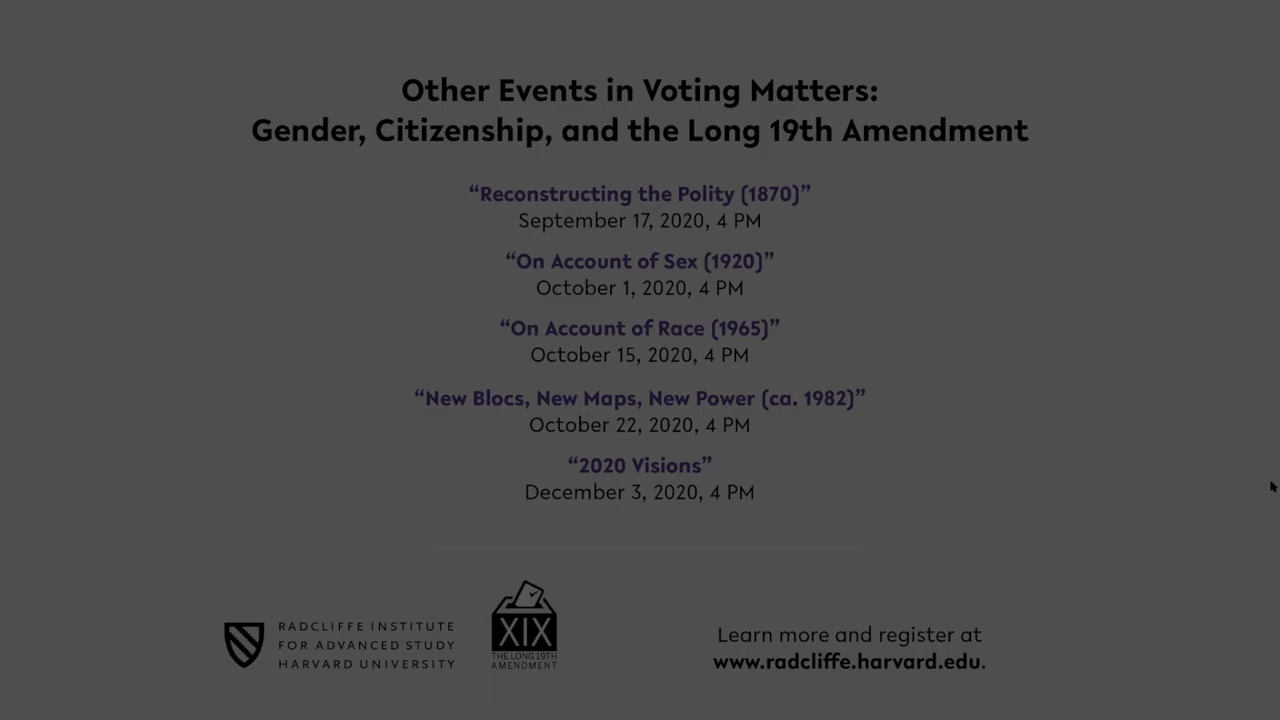 Other Events in Voting Matters:
Gender, Citizenship, and the Long 19th Amendment
“Reconstructing the Polity (1870)”
September 17, 2020, 4 PM
“On Account of Sex (1920)”
October 1, 2020, 4 PM
“On Account of Race (1965)”
October 15, 2020, 4 PM
“New Blocs, New Maps, New Power (ca. 1982)”
October 22, 2020, 4 PM
“2020 Visions”
December 3, 2020, 4 PM
RADCLIFFE INSTITUTE
FOR ADVANCED STUDY
HARVARD UNIVERSITY
XIX
THE LONG 19TH
AMENDMENT
Learn more and register at
www.radcliffe.harvard.edu.